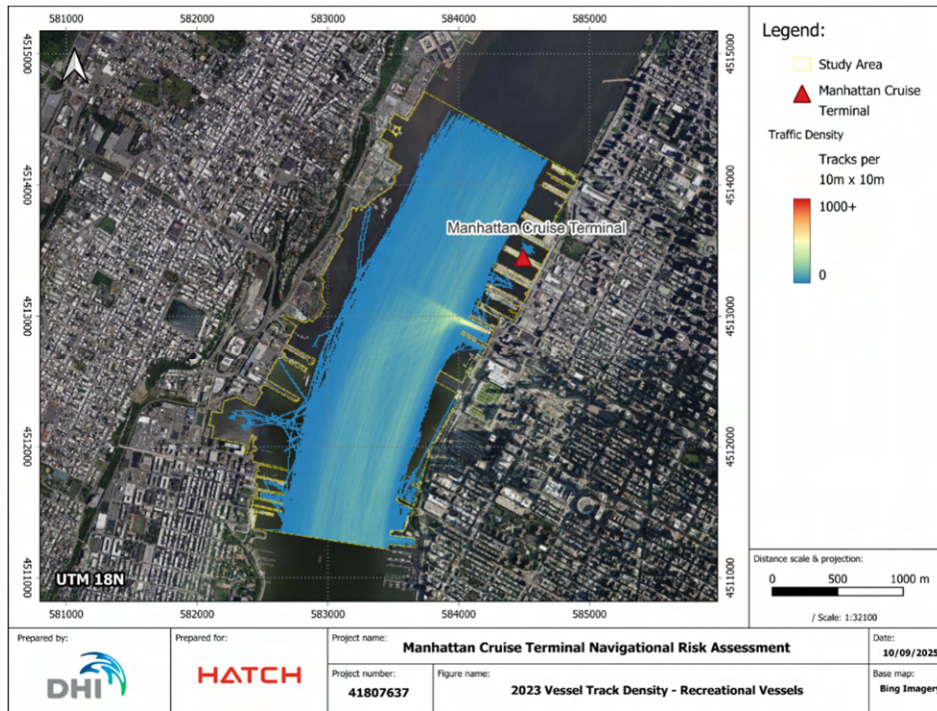 581000
582000
583000
584000
585000
4515000
4514000
4513000
4512000
4511000
4515000
4514000
4513000
4512000
4511000
Manhattan Cruise Terminal
UTM 18N
581000
582000
583000
584000
585000
Legend:
Study Area
Manhattan Cruise
Terminal
Traffic Density
Tracks per
10m x 10m
1000+
0
Distance scale & projection:
0 500 1000 m
/ Scale: 1:32100
Prepared by:
DHI
Prepared for:
HATCH
Project name:
Manhattan Cruise Terminal Navigational Risk Assessment
Project number:
41807637
Figure name:
2023 Vessel Track Density - Recreational Vessels
Date:
10/09/2025
Base map:
Bing Imagery